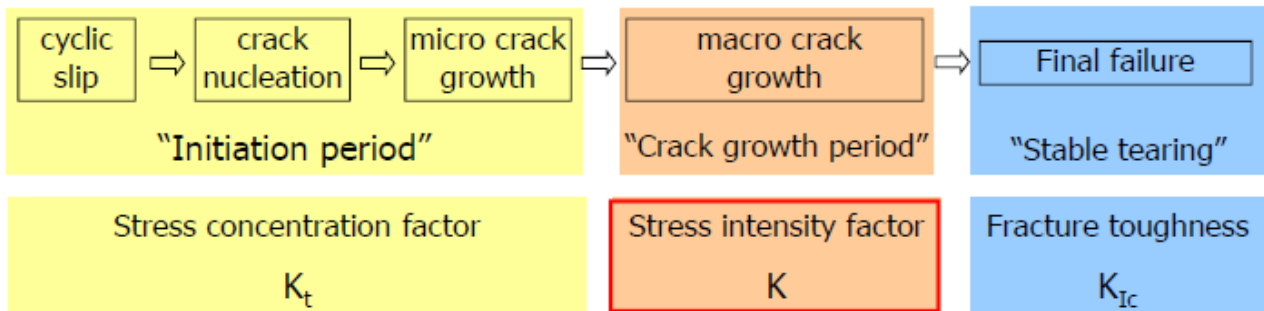 cyclic
slip
crack
nucleation
micro crack
growth
macro crack
growth
Final failure
“Initiation period”
“Crack growth period”
“Stable tearing”
Stress concentration factor
Kt
Stress intensity factor
K
Fracture toughness
KIc